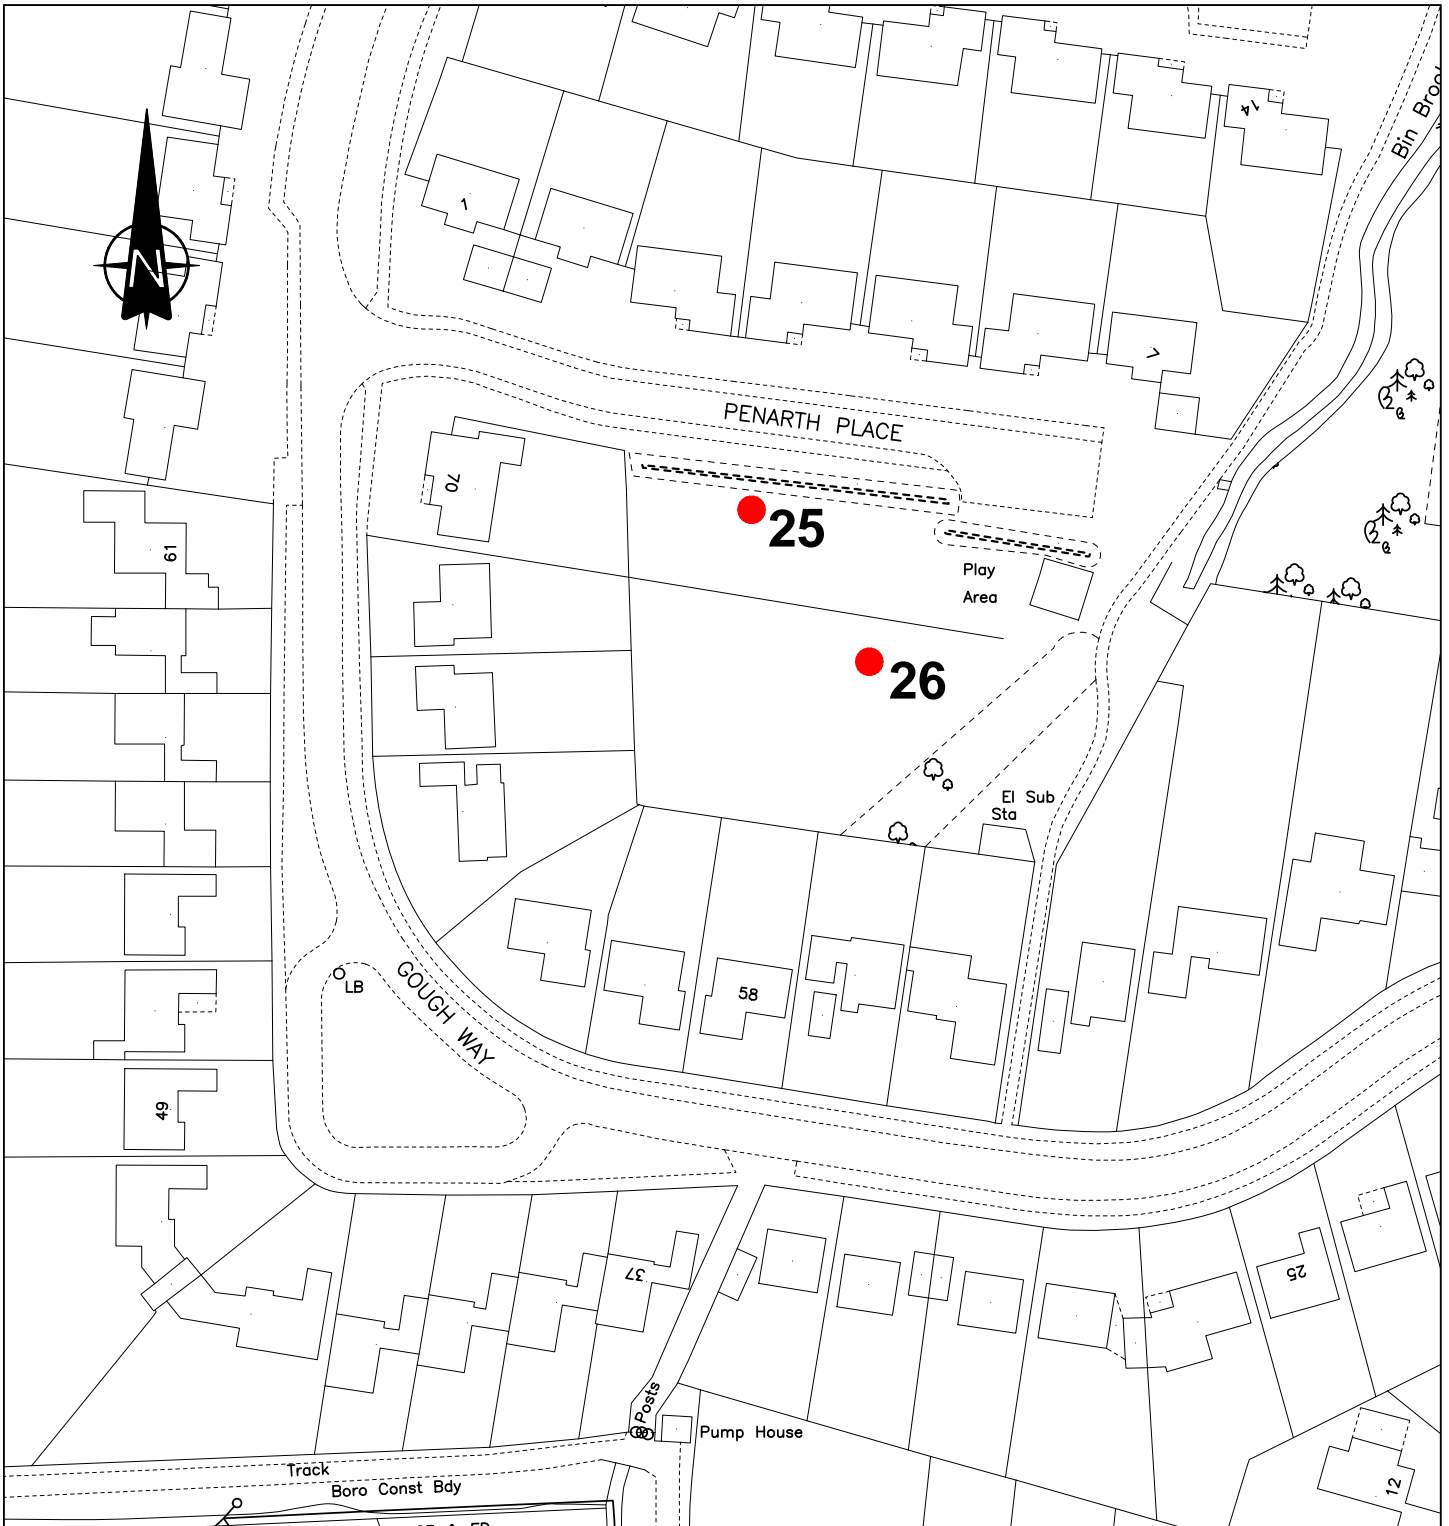 14
Bin Brook
1
N
7
PENARTH PLACE
70
25
61
Play
Area
26
El Sub
Sta
LB
GOUGH WAY
58
49
37
25
Posts
Pump House
Track
Boro Const Bdy
12